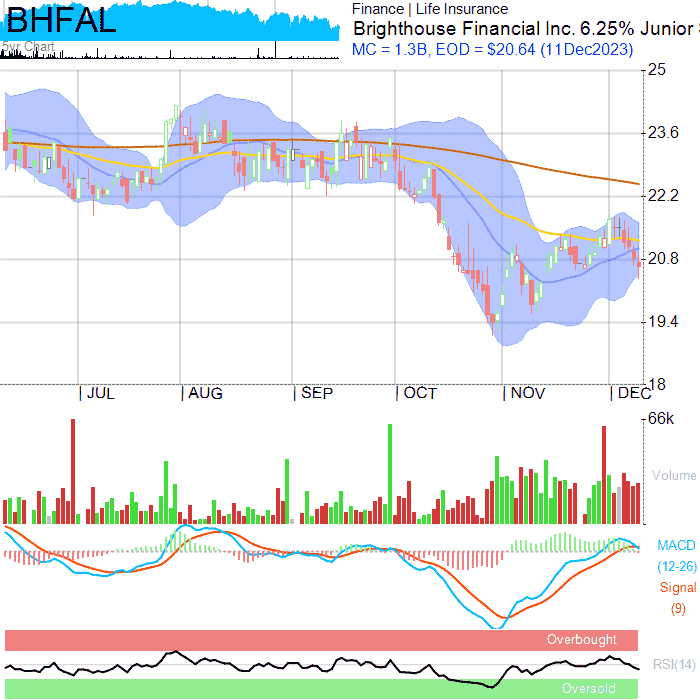 BHFAL
5yr Chart
Finance | Life Insurance
Brighthouse Financial Inc. 6.25% Junior
MC = 1.3B, EOD = $20.64 (11Dec2023)
25
23.6
22.2
20.8
19.4
18
JUL AUG SEP OCT NOV DEC
66k
Volume
MACD
(12-26)
Signal
(9)
Overbought
RSI(14)
Oversold